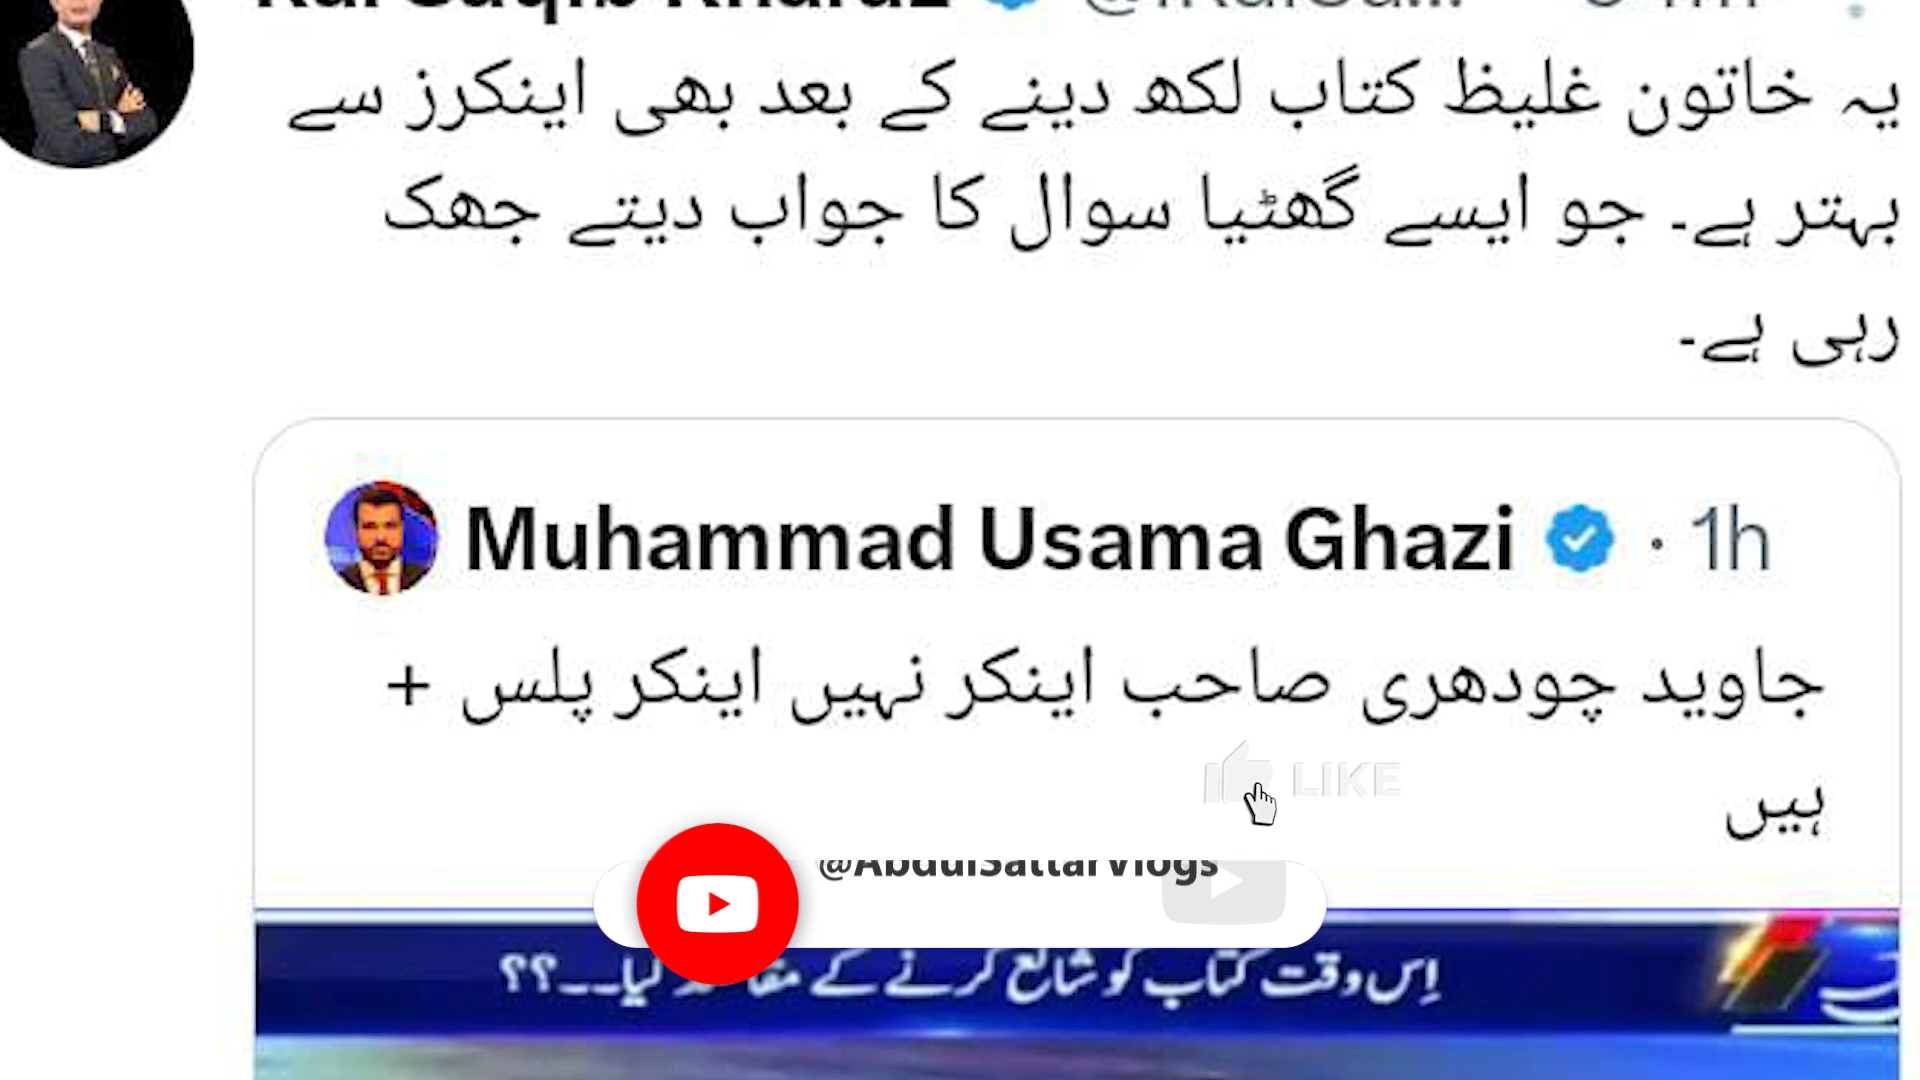 یہ خاتون غلیظ کتاب لکھ دینے کے بعد بھی اینکرز سے
بہتر ہے۔ جو ایسے گھٹیا سوال کا جواب دیتے جھک
رہی ہے۔
Muhammad Usama Ghazi · 1h
جاوید چودھری صاحب اینکر نہیں اینکر پلس +
ہیں
LIKE
@AbdulSattarVlogs
اِس وقت کتاب کو شائع کرنے کے کیا۔۔۔؟؟